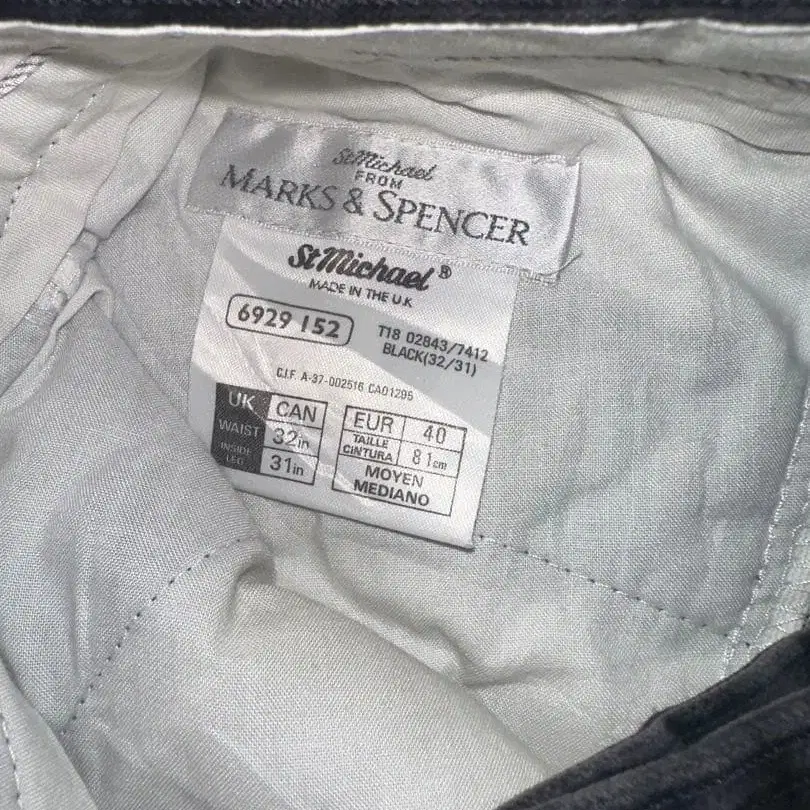 St Michael
FROM
MARKS & SPENCER
St Michael®
MADE IN THE U.K
6929 152
T18 02843/7412
BLACK(32/31)
C.I.F. A-37-002516 CA01295
UK CAN
WAIST 32in
INSIDE LEG 31in
EUR 40
TAILLE
CINTURA 81cm
MOYEN
MEDIANO